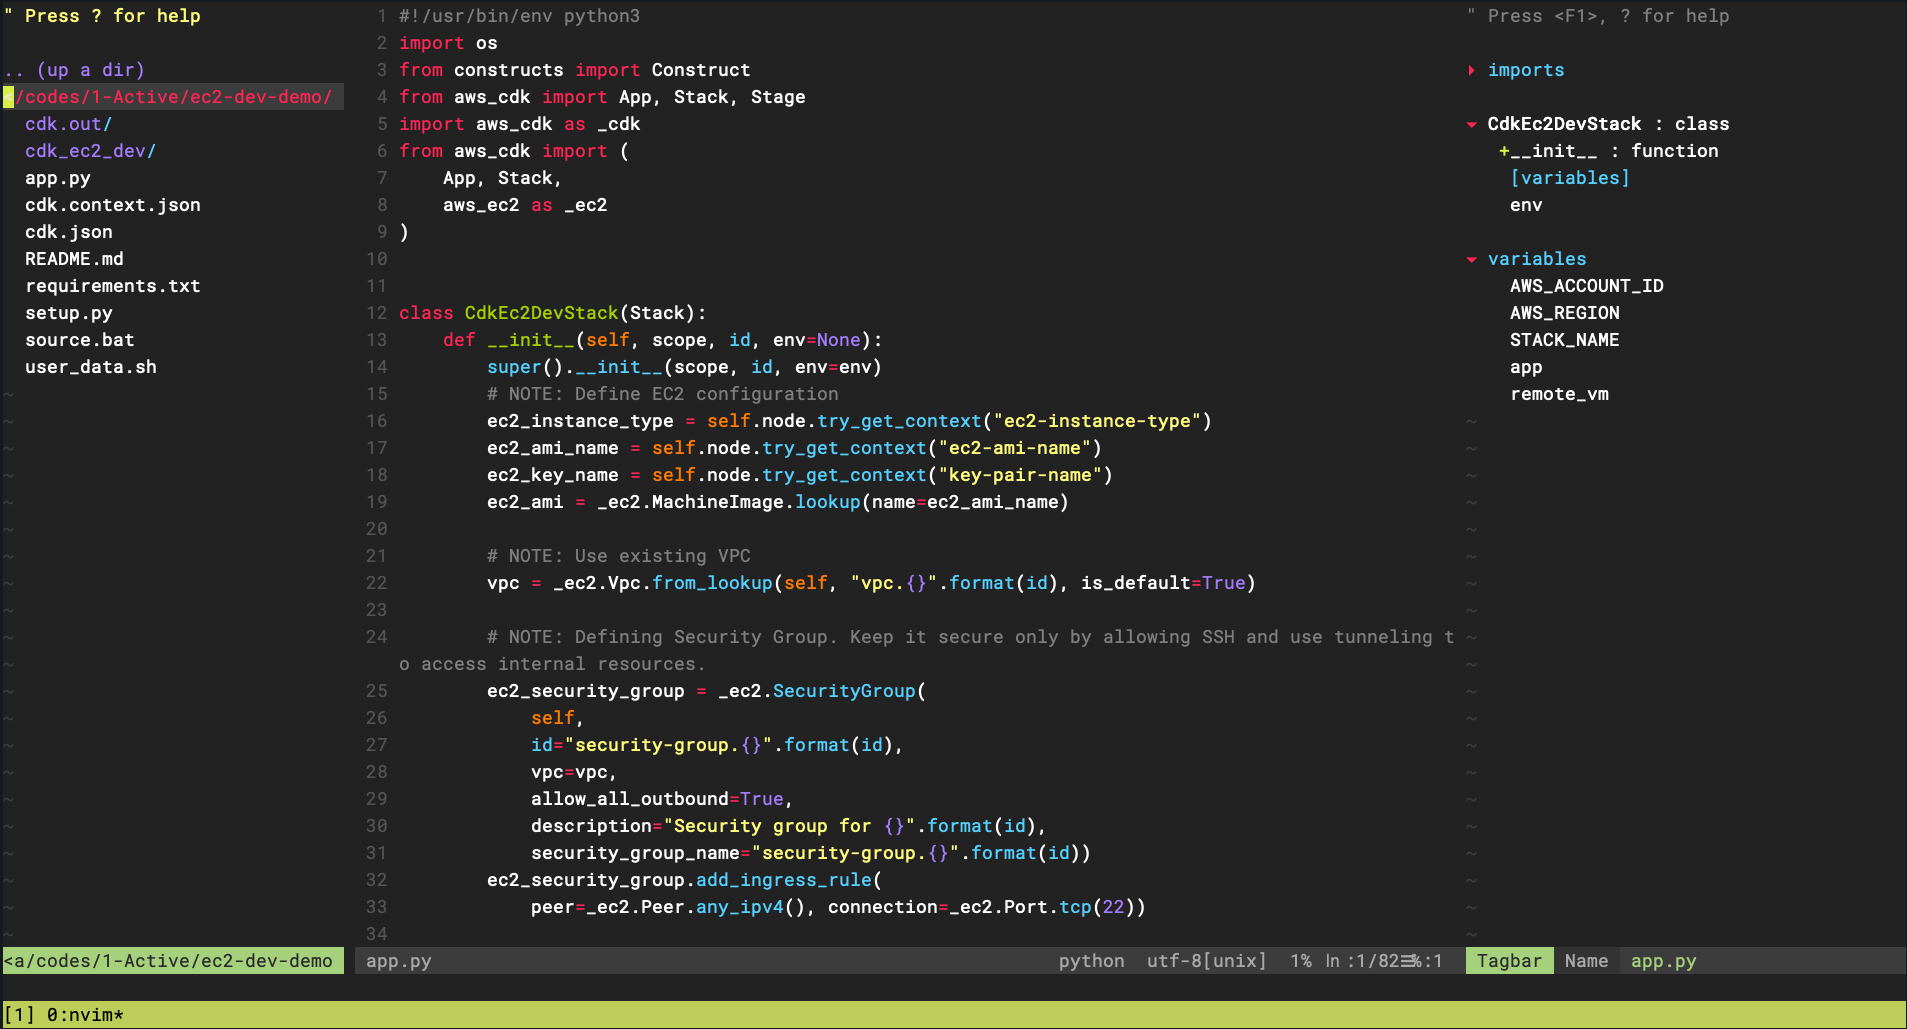 " Press ? for help
.. (up a dir)
</codes/1-Active/ec2-dev-demo/
cdk.out/
cdk_ec2_dev/
app.py
cdk.context.json
cdk.json
README.md
requirements.txt
setup.py
source.bat
user_data.sh
~
<a/codes/1-Active/ec2-dev-demo
1 #!/usr/bin/env python3
2 import os
3 from constructs import Construct
4 from aws_cdk import App, Stack, Stage
5 import aws_cdk as _cdk
6 from aws_cdk import (
7     App, Stack,
8     aws_ec2 as _ec2
9 )
10
11
12 class CdkEc2DevStack(Stack):
13     def __init__(self, scope, id, env=None):
14         super().__init__(scope, id, env=env)
15         # NOTE: Define EC2 configuration
16         ec2_instance_type = self.node.try_get_context("ec2-instance-type")
17         ec2_ami_name = self.node.try_get_context("ec2-ami-name")
18         ec2_key_name = self.node.try_get_context("key-pair-name")
19         ec2_ami = _ec2.MachineImage.lookup(name=ec2_ami_name)
20
21         # NOTE: Use existing VPC
22         vpc = _ec2.Vpc.from_lookup(self, "vpc.{}".format(id), is_default=True)
23
24         # NOTE: Defining Security Group. Keep it secure only by allowing SSH and use tunneling t
o access internal resources.
25         ec2_security_group = _ec2.SecurityGroup(
26             self,
27             id="security-group.{}".format(id),
28             vpc=vpc,
29             allow_all_outbound=True,
30             description="Security group for {}".format(id),
31             security_group_name="security-group.{}".format(id))
32         ec2_security_group.add_ingress_rule(
33             peer=_ec2.Peer.any_ipv4(), connection=_ec2.Port.tcp(22))
34
app.py python utf-8[unix] 1% ln :1/82☰%:1
" Press <F1>, ? for help
imports
CdkEc2DevStack : class
+__init__ : function
[variables]
env
variables
AWS_ACCOUNT_ID
AWS_REGION
STACK_NAME
app
remote_vm
~
Tagbar Name app.py
[1] 0:nvim*